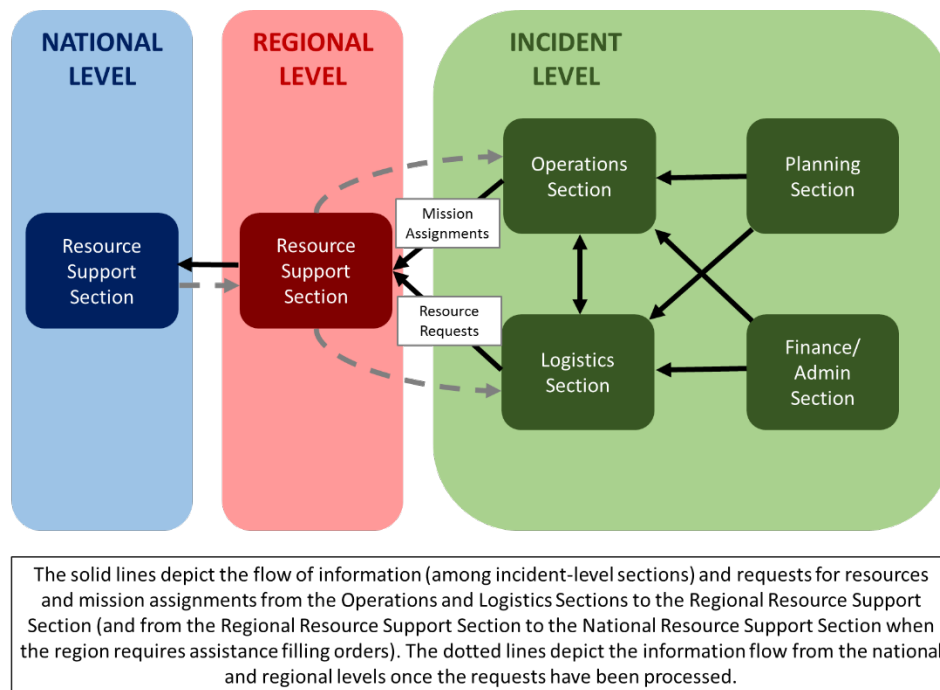 NATIONAL
LEVEL
REGIONAL
LEVEL
INCIDENT
LEVEL
Operations
Section
Planning
Section
Mission
Assignments
Resource
Support
Section
Resource
Support
Section
Resource
Requests
Logistics
Section
Finance/
Admin
Section
The solid lines depict the flow of information (among incident-level sections) and requests for resources
and mission assignments from the Operations and Logistics Sections to the Regional Resource Support
Section (and from the Regional Resource Support Section to the National Resource Support Section when
the region requires assistance filling orders). The dotted lines depict the information flow from the national
and regional levels once the requests have been processed.